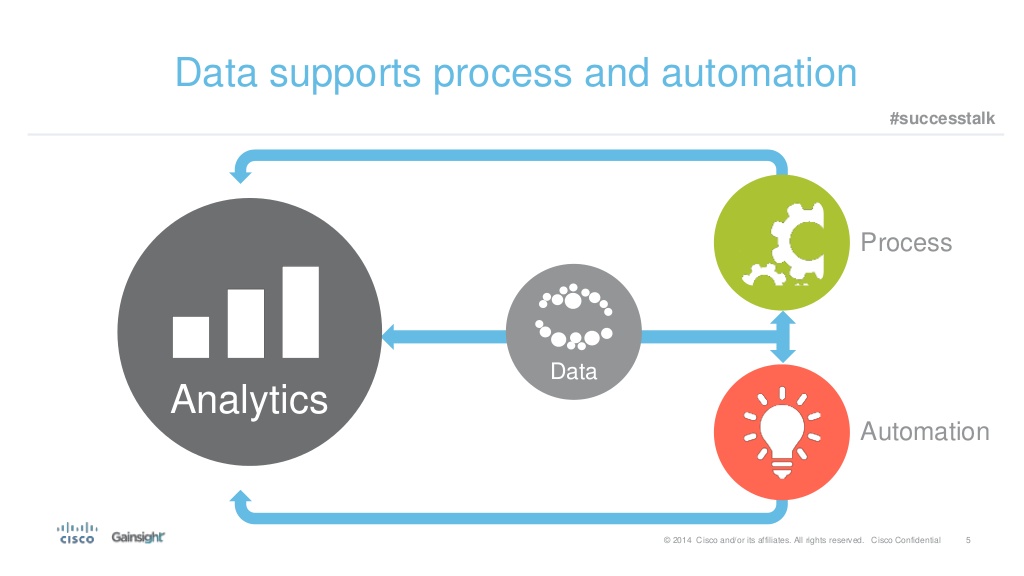 Data supports process and automation
#successtalk
Process
Data
Analytics
Automation
CISCO
Gainsight
© 2014 Cisco and/or its affiliates. All rights reserved. Cisco Confidential 5